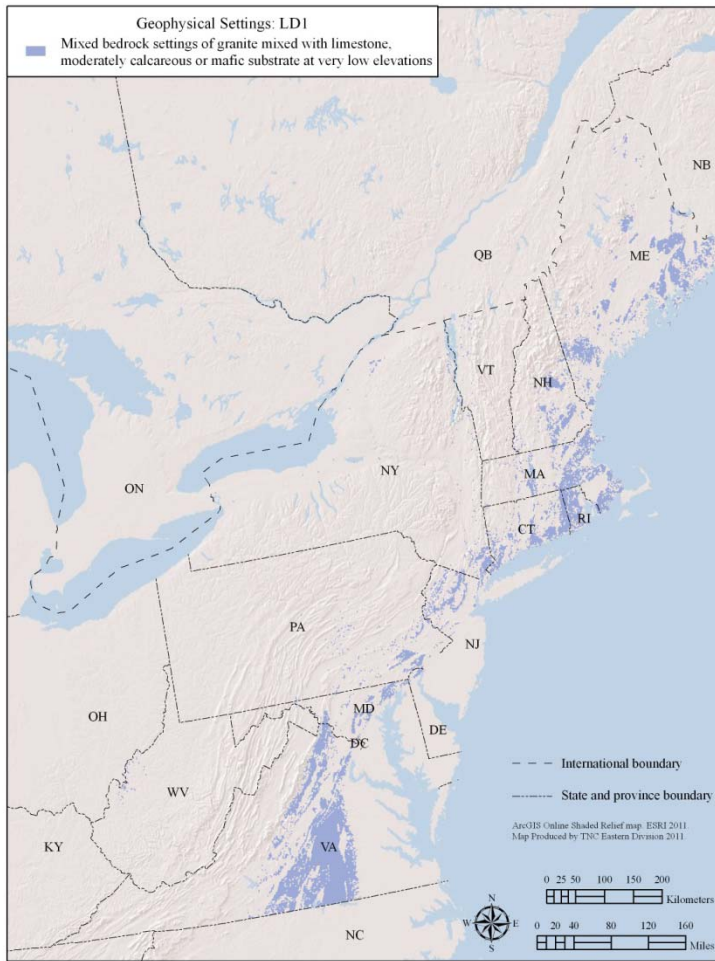 Geophysical Settings: LD1
Mixed bedrock settings of granite mixed with limestone,
moderately calcareous or mafic substrate at very low elevations
NB
QB
ME
VT
NH
ON
NY
MA
CT
RI
PA
NJ
OH
MD
DE
DC
WV
KY
VA
NC
International boundary
State and province boundary
ArcGIS Online Shaded Relief map. ESRI 2011
Map Produced by TNC Eastern Division 2011
0 25 50 100 150 200
Kilometers
0 20 40 80 120 160
Miles
N
W E
S